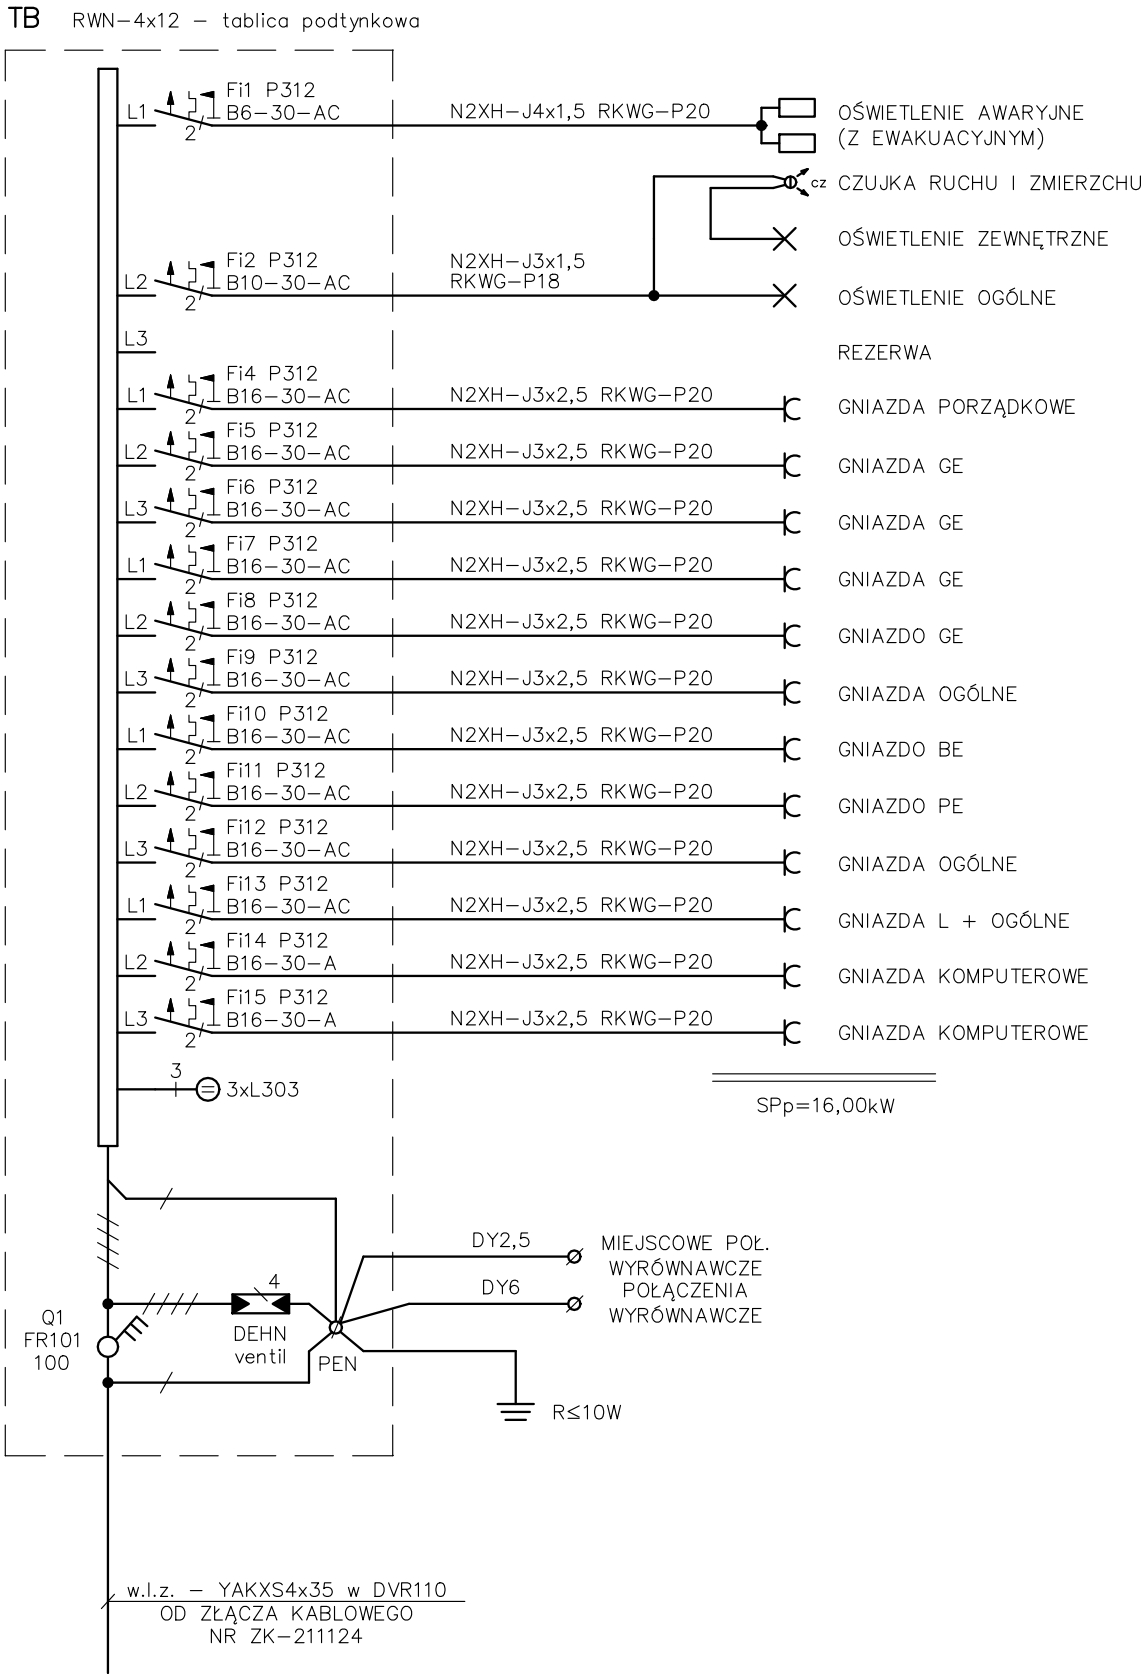 TB RWN-4x12 - tablica podtynkowa
L1
2
Fi1 P312
B6-30-AC
N2XH-J4x1,5 RKWG-P20
OŚWIETLENIE AWARYJNE
(Z EWAKUACYJNYM)
cz CZUJKA RUCHU I ZMIERZCHU
OŚWIETLENIE ZEWNĘTRZNE
L2
2
Fi2 P312
B10-30-AC
N2XH-J3x1,5
RKWG-P18
OŚWIETLENIE OGÓLNE
L3
REZERWA
L1
2
Fi4 P312
B16-30-AC
N2XH-J3x2,5 RKWG-P20
GNIAZDA PORZĄDKOWE
L2
2
Fi5 P312
B16-30-AC
N2XH-J3x2,5 RKWG-P20
GNIAZDA GE
L3
2
Fi6 P312
B16-30-AC
N2XH-J3x2,5 RKWG-P20
GNIAZDA GE
L1
2
Fi7 P312
B16-30-AC
N2XH-J3x2,5 RKWG-P20
GNIAZDA GE
L2
2
Fi8 P312
B16-30-AC
N2XH-J3x2,5 RKWG-P20
GNIAZDO GE
L3
2
Fi9 P312
B16-30-AC
N2XH-J3x2,5 RKWG-P20
GNIAZDA OGÓLNE
L1
2
Fi10 P312
B16-30-AC
N2XH-J3x2,5 RKWG-P20
GNIAZDO BE
L2
2
Fi11 P312
B16-30-AC
N2XH-J3x2,5 RKWG-P20
GNIAZDO PE
L3
2
Fi12 P312
B16-30-AC
N2XH-J3x2,5 RKWG-P20
GNIAZDA OGÓLNE
L1
2
Fi13 P312
B16-30-AC
N2XH-J3x2,5 RKWG-P20
GNIAZDA L + OGÓLNE
L2
2
Fi14 P312
B16-30-A
N2XH-J3x2,5 RKWG-P20
GNIAZDA KOMPUTEROWE
L3
2
Fi15 P312
B16-30-A
N2XH-J3x2,5 RKWG-P20
GNIAZDA KOMPUTEROWE
3
3xL303
SPp=16,00kW
DY2,5
MIEJSCOWE POŁ.
WYRÓWNAWCZE
DY6
POŁĄCZENIA
WYRÓWNAWCZE
4
Q1
FR101
100
DEHN
ventil
PEN
R≤10W
w.l.z. - YAKXS4x35 w DVR110
OD ZŁĄCZA KABLOWEGO
NR ZK-211124